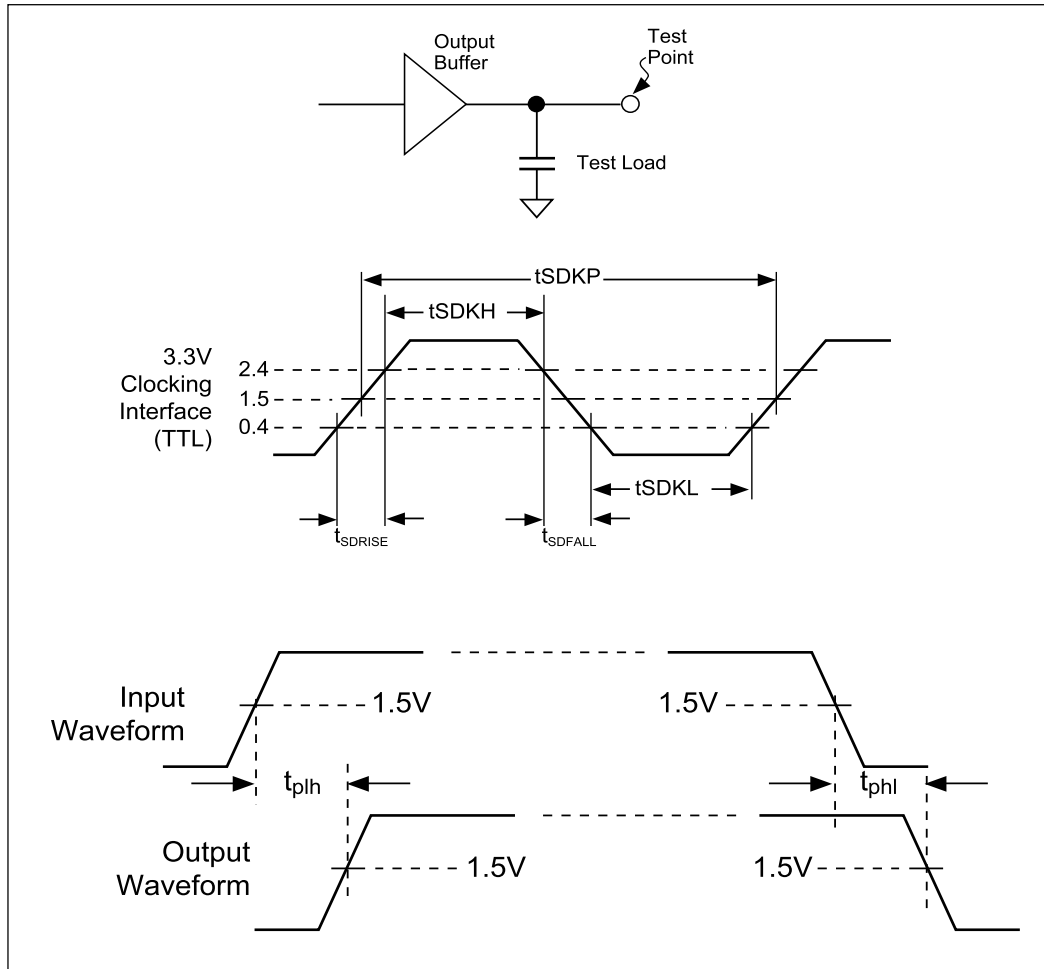 Output
Buffer
Test
Point
Test Load
tSDKP
tSDKH
3.3V
Clocking
Interface
(TTL)
2.4
1.5
0.4
tSDKL
tSDRISE
tSDFALL
Input
Waveform
1.5V
1.5V
tplh
tphl
Output
Waveform
1.5V
1.5V